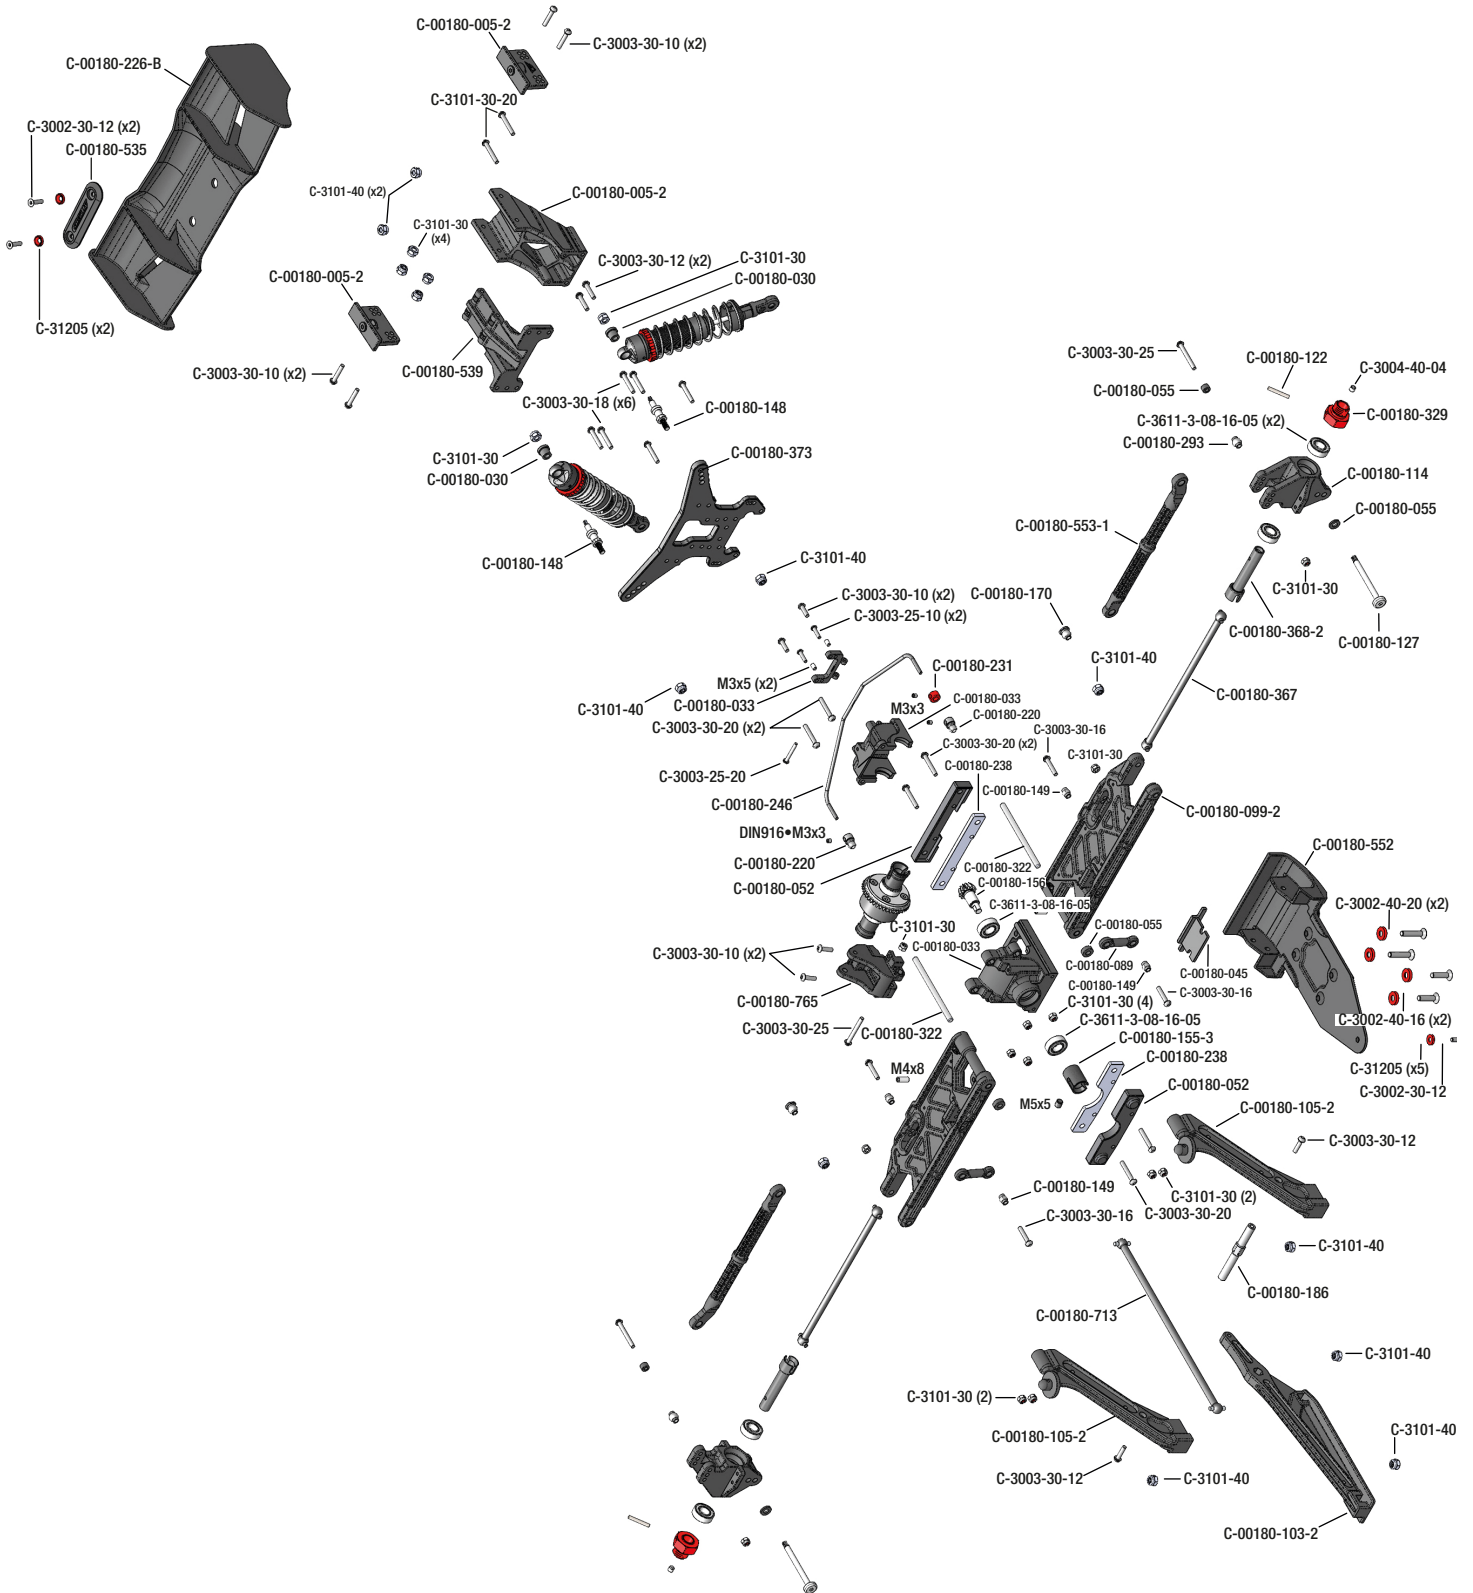 C-00180-005-2
C-3003-30-10 (x2)
C-00180-226-B
C-3101-30-20
C-3002-30-12 (x2)
C-00180-535
C-3101-40 (x2)
C-00180-005-2
C-3101-30
(x4)
C-3003-30-12 (x2)
C-3101-30
C-00180-030
C-00180-005-2
C-31205 (x2)
C-3003-30-10 (x2)
C-00180-539
C-3003-30-18 (x6)
C-00180-148
C-3003-30-25
C-00180-122
C-3004-40-04
C-00180-055
C-00180-329
C-3611-3-08-16-05 (x2)
C-00180-293
C-3101-30
C-00180-030
C-00180-373
C-00180-114
C-00180-055
C-00180-553-1
C-00180-148
C-3101-40
C-3101-30
C-3003-30-10 (x2)
C-00180-170
C-3003-25-10 (x2)
C-00180-368-2
C-00180-127
C-3101-40
C-00180-231
M3x5 (x2)
C-00180-033
C-00180-033
C-00180-367
C-3101-40
M3x3
C-00180-220
C-3003-30-20 (x2)
C-3003-30-16
C-3003-30-20 (x2)
C-3101-30
C-00180-238
C-3003-25-20
C-00180-149
C-00180-246
C-00180-099-2
DIN916•M3x3
C-00180-552
C-00180-220
C-00180-322
C-00180-052
C-00180-156
C-3611-3-08-16-05
C-3002-40-20 (x2)
C-3101-30
C-00180-055
C-3003-30-10 (x2)
C-00180-033
C-00180-089
C-00180-045
C-00180-149
C-3003-30-16
C-00180-765
C-3101-30 (4)
C-3611-3-08-16-05
C-3002-40-16 (x2)
C-3003-30-25
C-00180-322
C-00180-155-3
C-00180-238
M4x8
C-31205 (x5)
C-00180-052
C-3002-30-12
M5x5
C-00180-105-2
C-3003-30-12
C-00180-149
C-3101-30 (2)
C-3003-30-20
C-3003-30-16
C-3101-40
C-00180-186
C-00180-713
C-3101-40
C-3101-30 (2)
C-00180-105-2
C-3101-40
C-3003-30-12
C-3101-40
C-00180-103-2